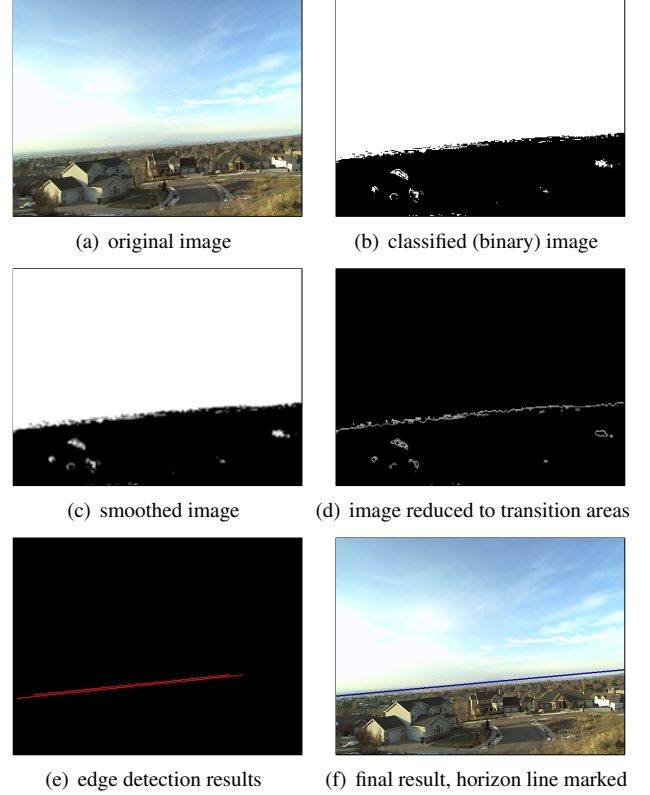 (a) original image
(b) classified (binary) image
(c) smoothed image
(d) image reduced to transition areas
(e) edge detection results
(f) final result, horizon line marked